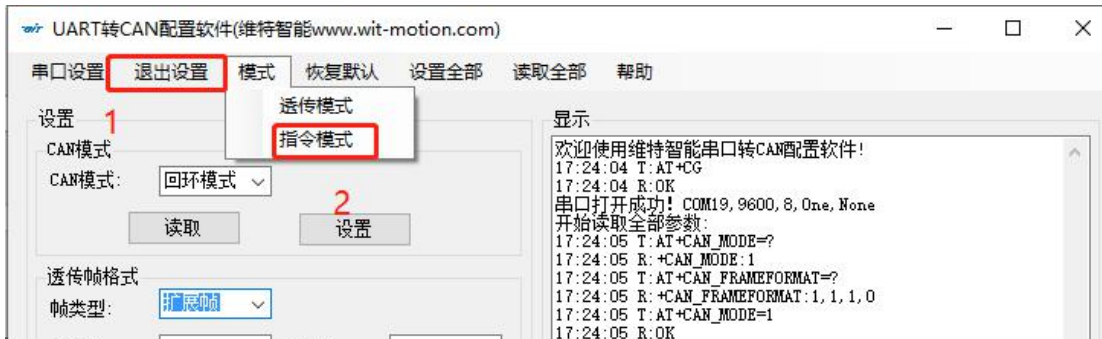 wit UART转CAN配置软件(维特智能www.wit-motion.com)
串口设置 退出设置 模式 恢复默认 设置全部 读取全部 帮助
透传模式
指令模式
1
设置
CAN模式
CAN模式: 回环模式
2
读取 设置
透传帧格式
帧类型: 扩展帧
显示
欢迎使用维特智能串口转CAN配置软件!
17:24:04 T:AT+CG
17:24:04 R:OK
串口打开成功! COM19,9600,8,One,None
开始读取全部参数:
17:24:05 T:AT+CAN_MODE=?
17:24:05 R:+CAN_MODE:1
17:24:05 T:AT+CAN_FRAMEFORMAT=?
17:24:05 R:+CAN_FRAMEFORMAT:1,1,1,0
17:24:05 T:AT+CAN_MODE=1
17:24:05 R:OK